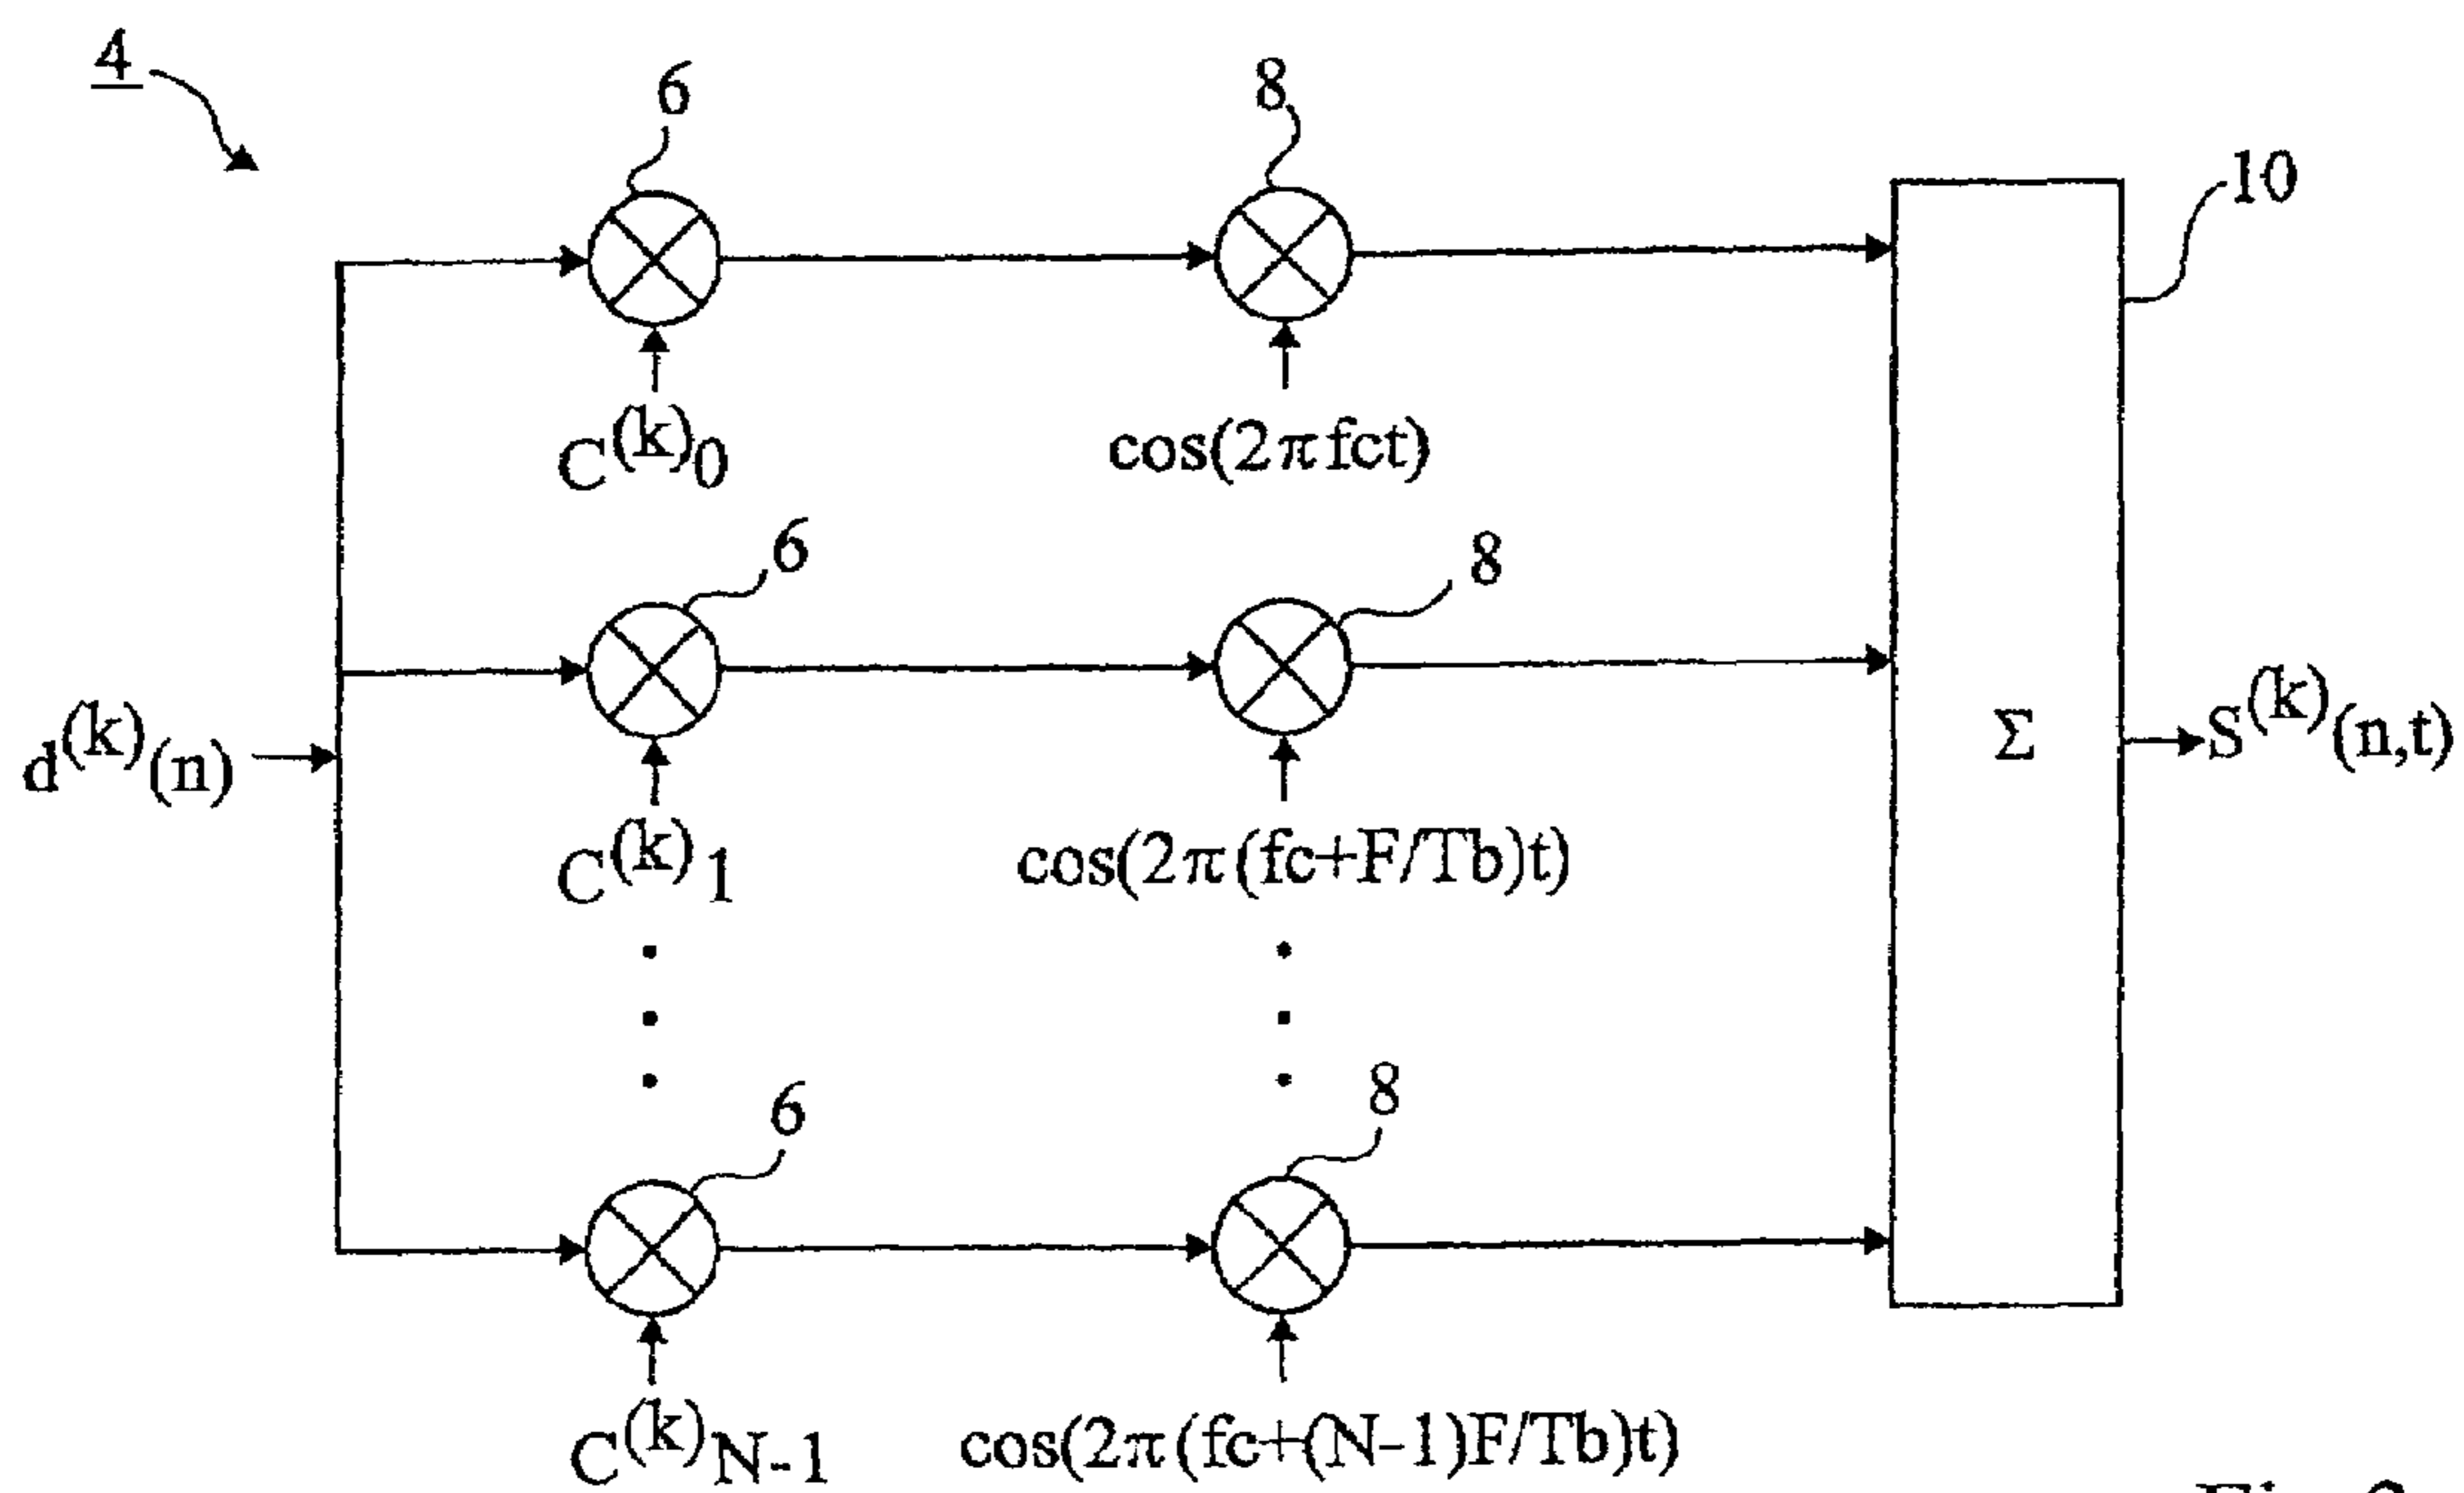 4
6
8
10
C(k)0
cos(2πfct)
6
8
d(k)(n)
Σ
S(k)(n,t)
C(k)1
cos(2π(fc+F/Tb)t)
6
8
C(k)N-1
cos(2π(fc+(N-1)F/Tb)t)